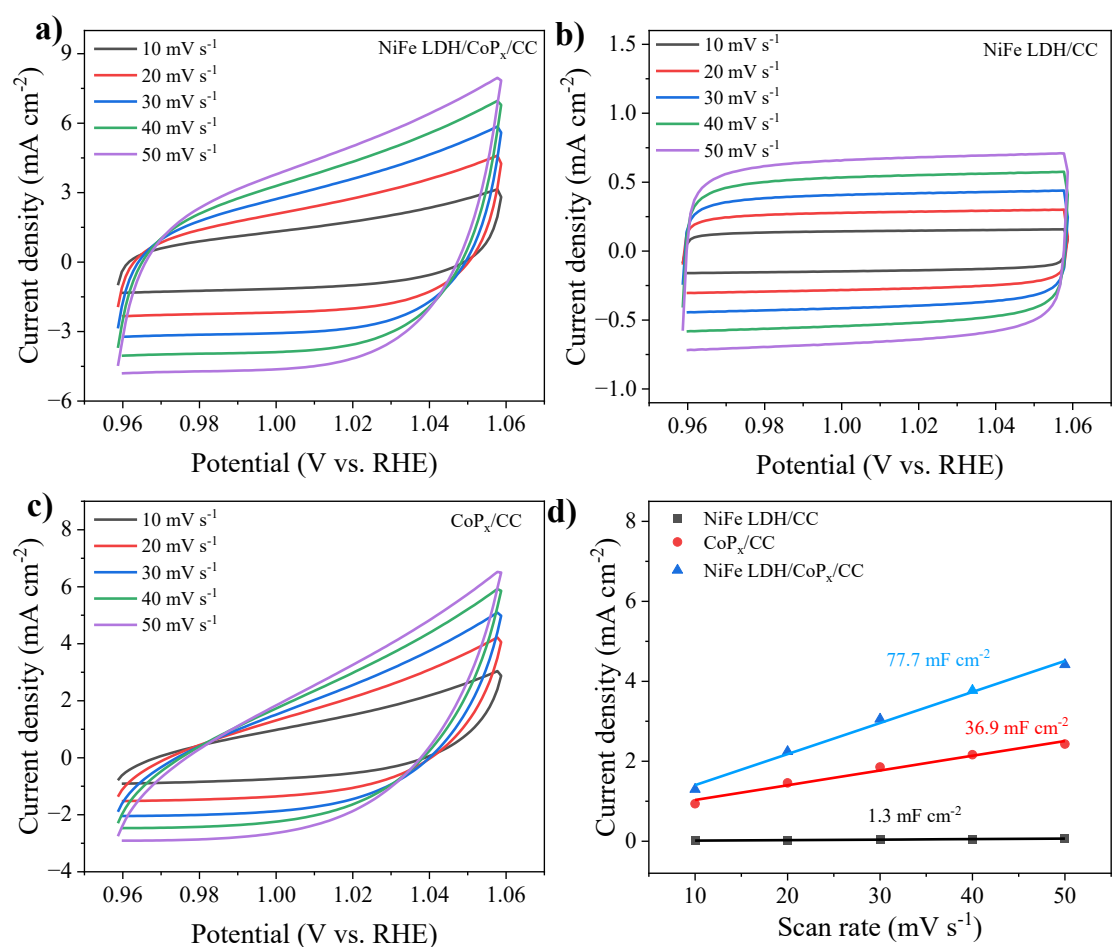 a)
NiFe LDH/CoPₓ/CC
10 mV s⁻¹
20 mV s⁻¹
30 mV s⁻¹
40 mV s⁻¹
50 mV s⁻¹
9
6
3
0
−3
−6
Current density (mA cm⁻²)
0.96 0.98 1.00 1.02 1.04 1.06
Potential (V vs. RHE)
b)
NiFe LDH/CC
10 mV s⁻¹
20 mV s⁻¹
30 mV s⁻¹
40 mV s⁻¹
50 mV s⁻¹
1.5
1.0
0.5
0.0
−0.5
−1.0
Current density (mA cm⁻²)
0.96 0.98 1.00 1.02 1.04 1.06
Potential (V vs. RHE)
c)
CoPₓ/CC
10 mV s⁻¹
20 mV s⁻¹
30 mV s⁻¹
40 mV s⁻¹
50 mV s⁻¹
8
6
4
2
0
−2
−4
Current density (mA cm⁻²)
0.96 0.98 1.00 1.02 1.04 1.06
Potential (V vs. RHE)
d)
NiFe LDH/CC
CoPₓ/CC
NiFe LDH/CoPₓ/CC
77.7 mF cm⁻²
36.9 mF cm⁻²
1.3 mF cm⁻²
8
6
4
2
0
Current density (mA cm⁻²)
10 20 30 40 50
Scan rate (mV s⁻¹)